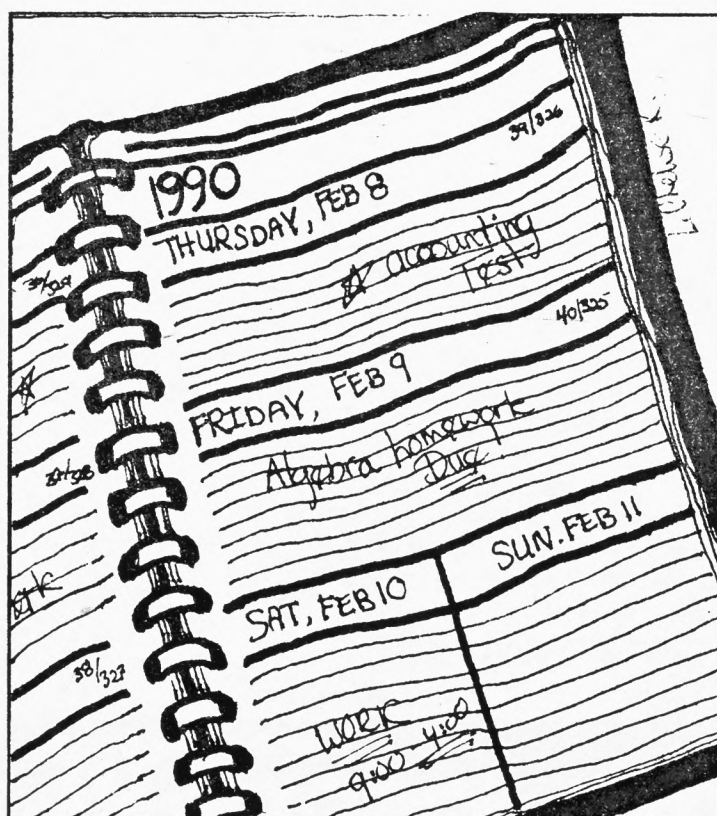 1990
39/326
THURSDAY, FEB 8
☆ accounting
Test
40/325
FRIDAY, FEB 9
Algebra homework
Due
SUN. FEB 11
SAT, FEB 10
WORK
9:00-4:00
38/327